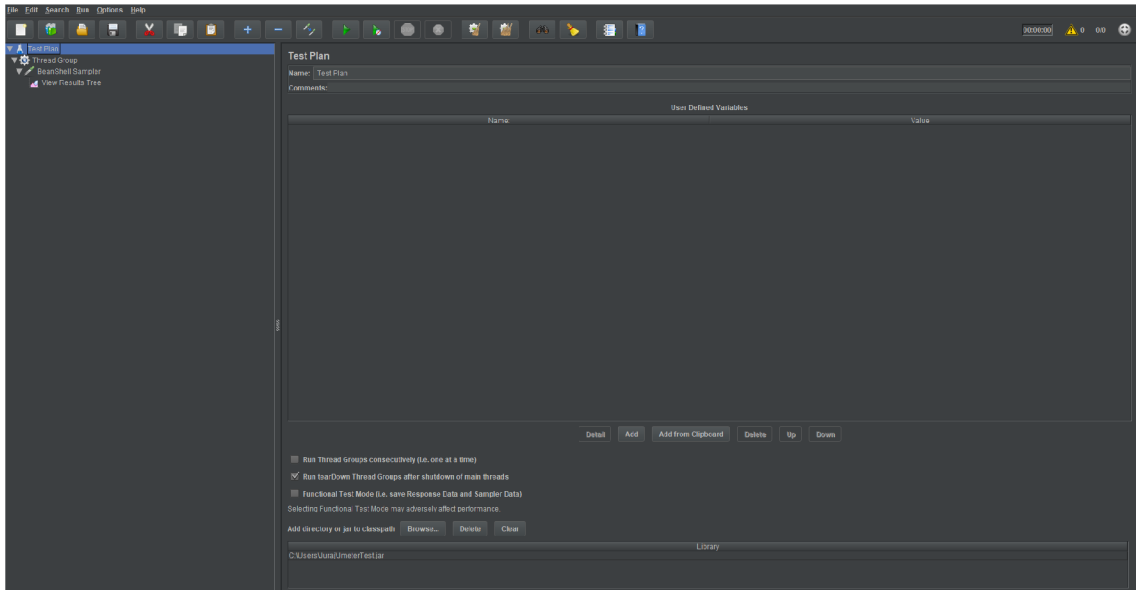 File Edit Search Run Options Help
00:00:00 0 0/0
Test Plan
Thread Group
BeanShell Sampler
View Results Tree
Test Plan
Name: Test Plan
Comments:
User Defined Variables
Name: Value
Detail Add Add from Clipboard Delete Up Down
Run Thread Groups consecutively (i.e. one at a time)
Run tearDown Thread Groups after shutdown of main threads
Functional Test Mode (i.e. save Response Data and Sampler Data)
Selecting Functional Test Mode may adversely affect performance.
Add directory or jar to classpath Browse... Delete Clear
Library